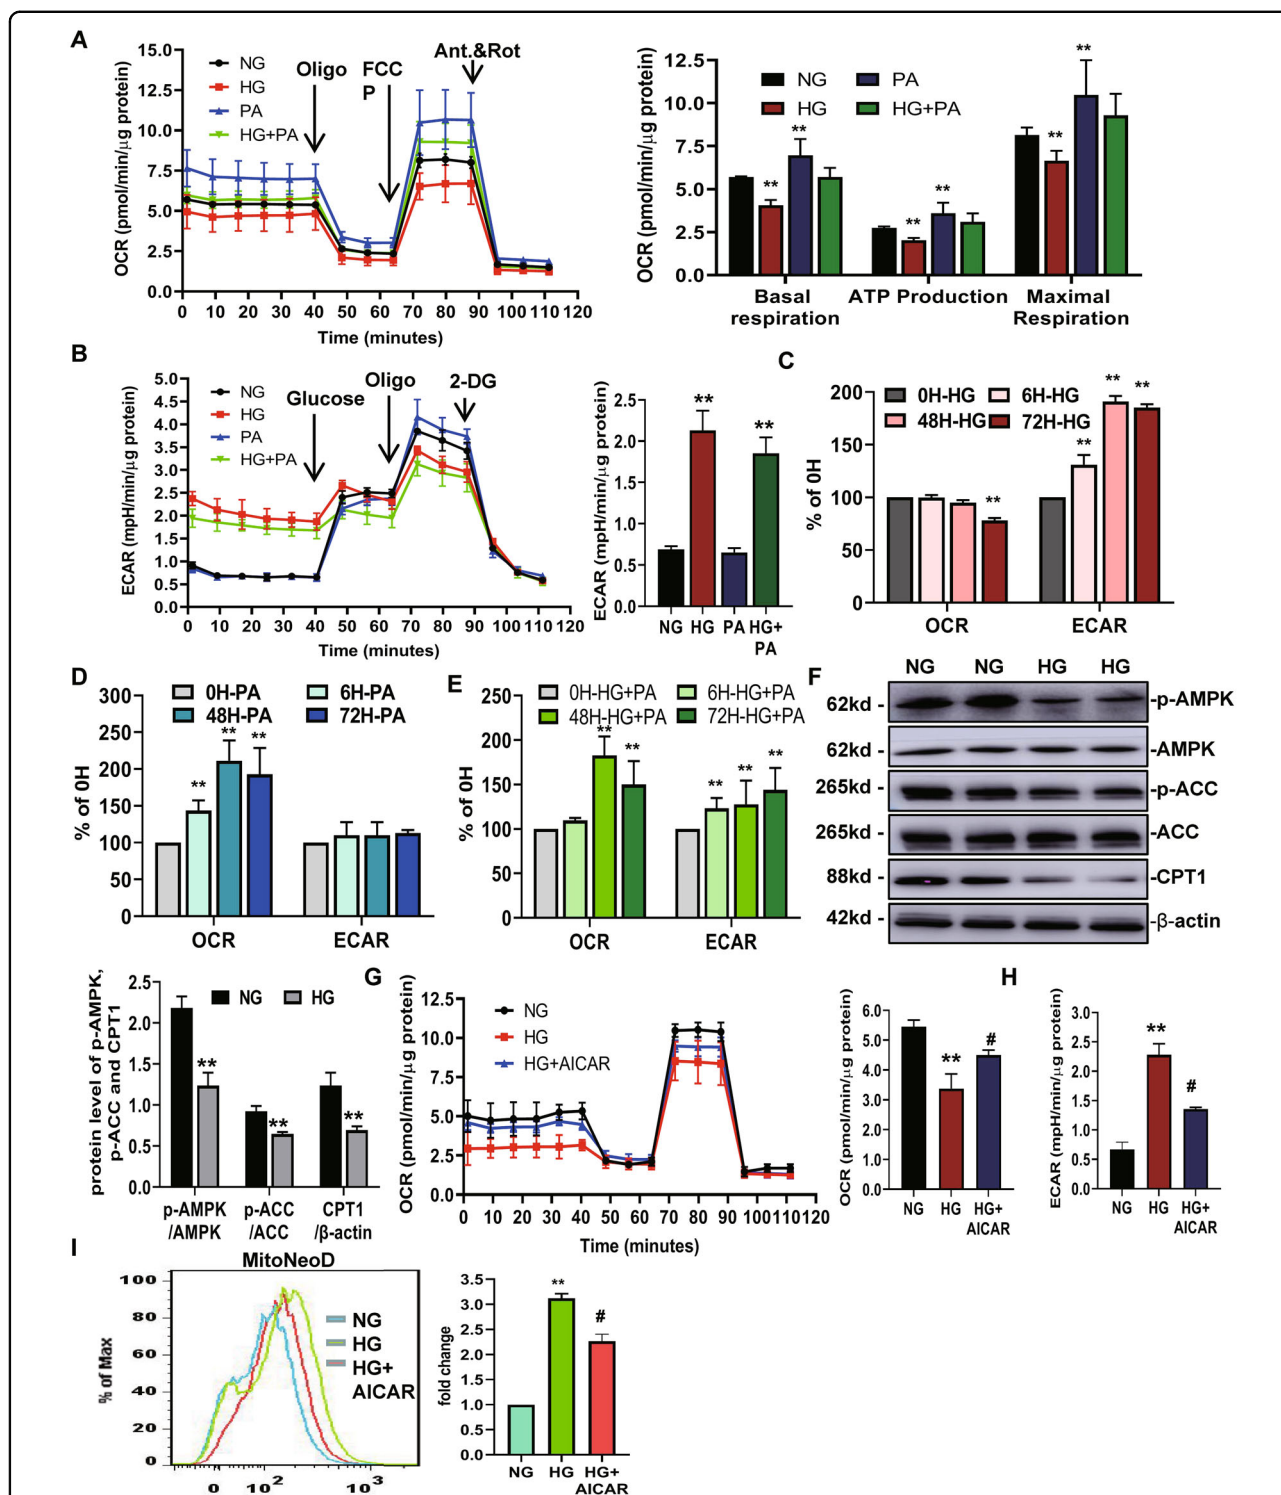 A
OCR (pmol/min/µg protein)
15.0
12.5
10.0
7.5
5.0
2.5
0.0
NG
HG
PA
HG+PA
Oligo
FCC
P
Ant.&Rot
0 10 20 30 40 50 60 70 80 90 100 110 120
Time (minutes)
OCR (pmol/min/µg protein)
12.5
10.0
7.5
5.0
2.5
0.0
NG PA
HG HG+PA
** ** ** ** ** **
Basal
respiration
ATP Production
Maximal
Respiration
B
ECAR (mpH/min/µg protein)
5.0
4.5
4.0
3.5
3.0
2.5
2.0
1.5
1.0
0.5
0.0
NG
HG
PA
HG+PA
Glucose
Oligo
2-DG
0 10 20 30 40 50 60 70 80 90 100 110 120
Time (minutes)
ECAR (mpH/min/µg protein)
2.5
2.0
1.5
1.0
0.5
0.0
** **
NG HG PA HG+
PA
C
% of 0H
200
150
100
50
0
0H-HG 6H-HG
48H-HG 72H-HG
** ** ** **
OCR ECAR
D
% of 0H
300
250
200
150
100
50
0
0H-PA 6H-PA
48H-PA 72H-PA
** ** **
OCR ECAR
E
% of 0H
250
200
150
100
50
0
0H-HG+PA 6H-HG+PA
48H-HG+PA 72H-HG+PA
** ** ** ** **
OCR ECAR
F
NG NG HG HG
62kd - -p-AMPK
62kd - -AMPK
265kd - -p-ACC
265kd - -ACC
88kd - -CPT1
42kd - -β-actin
protein level of p-AMPK,
p-ACC and CPT1
2.5
2.0
1.5
1.0
0.5
0.0
NG HG
** ** **
p-AMPK p-ACC CPT1
/AMPK /ACC /β-actin
G
OCR (pmol/min/µg protein)
12.5
10.0
7.5
5.0
2.5
0.0
NG
HG
HG+AICAR
0 10 20 30 40 50 60 70 80 90 100 110 120
Time (minutes)
OCR (pmol/min/µg protein)
6.0
5.0
4.0
3.0
2.0
1.0
0.0
** #
NG HG HG+
AICAR
H
ECAR (mpH/min/µg protein)
3.0
2.5
2.0
1.5
1.0
0.5
0.0
** #
NG HG HG+
AICAR
I
MitoNeoD
% of Max
100
80
60
40
20
0
NG
HG
HG+
AICAR
0 10² 10³
fold change
3.5
3.0
2.5
2.0
1.5
1.0
0.5
0.0
** #
NG HG HG+
AICAR